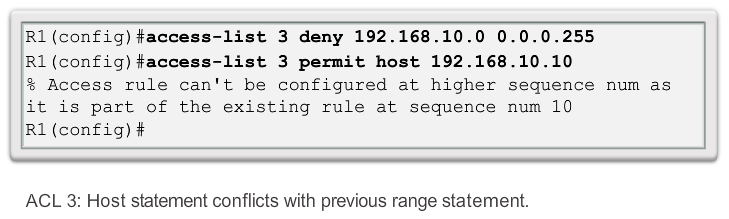 R1(config)#access-list 3 deny 192.168.10.0 0.0.0.255
R1(config)#access-list 3 permit host 192.168.10.10
% Access rule can't be configured at higher sequence num as
it is part of the existing rule at sequence num 10
R1(config)#
ACL 3: Host statement conflicts with previous range statement.